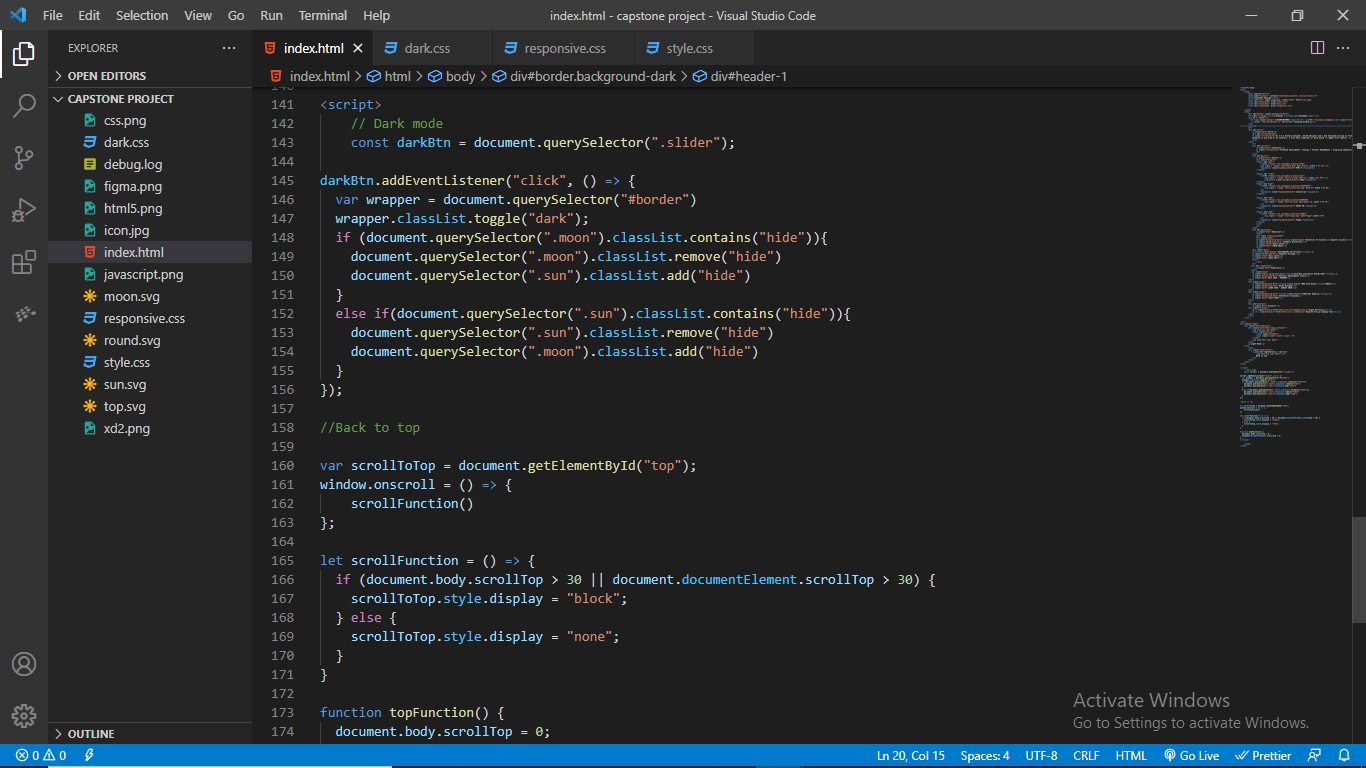 File Edit Selection View Go Run Terminal Help
index.html - capstone project - Visual Studio Code
EXPLORER
OPEN EDITORS
CAPSTONE PROJECT
css.png
dark.css
debug.log
figma.png
html5.png
icon.jpg
index.html
javascript.png
moon.svg
responsive.css
round.svg
style.css
sun.svg
top.svg
xd2.png
OUTLINE
index.html dark.css responsive.css style.css
index.html > html > body > div#border.background-dark > div#header-1
141 <script>
142 // Dark mode
143 const darkBtn = document.querySelector(".slider");
144
145 darkBtn.addEventListener("click", () => {
146 var wrapper = document.querySelector("#border")
147 wrapper.classList.toggle("dark");
148 if (document.querySelector(".moon").classList.contains("hide")){
149 document.querySelector(".moon").classList.remove("hide")
150 document.querySelector(".sun").classList.add("hide")
151 }
152 else if(document.querySelector(".sun").classList.contains("hide")){
153 document.querySelector(".sun").classList.remove("hide")
154 document.querySelector(".moon").classList.add("hide")
155 }
156 });
157
158 //Back to top
159
160 var scrollToTop = document.getElementById("top");
161 window.onscroll = () => {
162 scrollFunction()
163 };
164
165 let scrollFunction = () => {
166 if (document.body.scrollTop > 30 || document.documentElement.scrollTop > 30) {
167 scrollToTop.style.display = "block";
168 } else {
169 scrollToTop.style.display = "none";
170 }
171 }
172
173 function topFunction() {
174 document.body.scrollTop = 0;
Activate Windows
Go to Settings to activate Windows.
0 0 Ln 20, Col 15 Spaces: 4 UTF-8 CRLF HTML Go Live Prettier